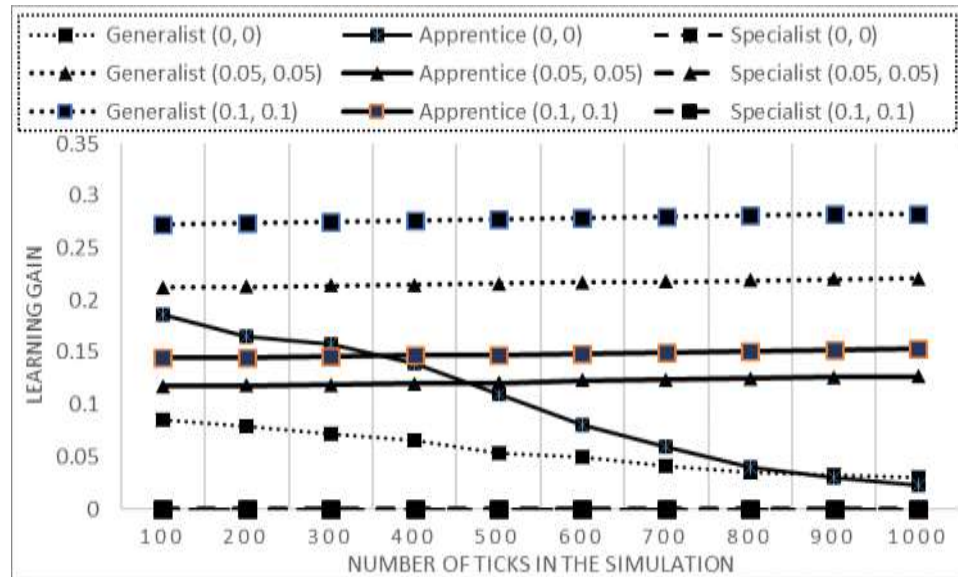 Generalist (0, 0) Apprentice (0, 0) Specialist (0, 0)
Generalist (0.05, 0.05) Apprentice (0.05, 0.05) Specialist (0.05, 0.05)
Generalist (0.1, 0.1) Apprentice (0.1, 0.1) Specialist (0.1, 0.1)
0.35
0.3
0.25
0.2
0.15
0.1
0.05
0
LEARNING GAIN
100 200 300 400 500 600 700 800 900 1000
NUMBER OF TICKS IN THE SIMULATION